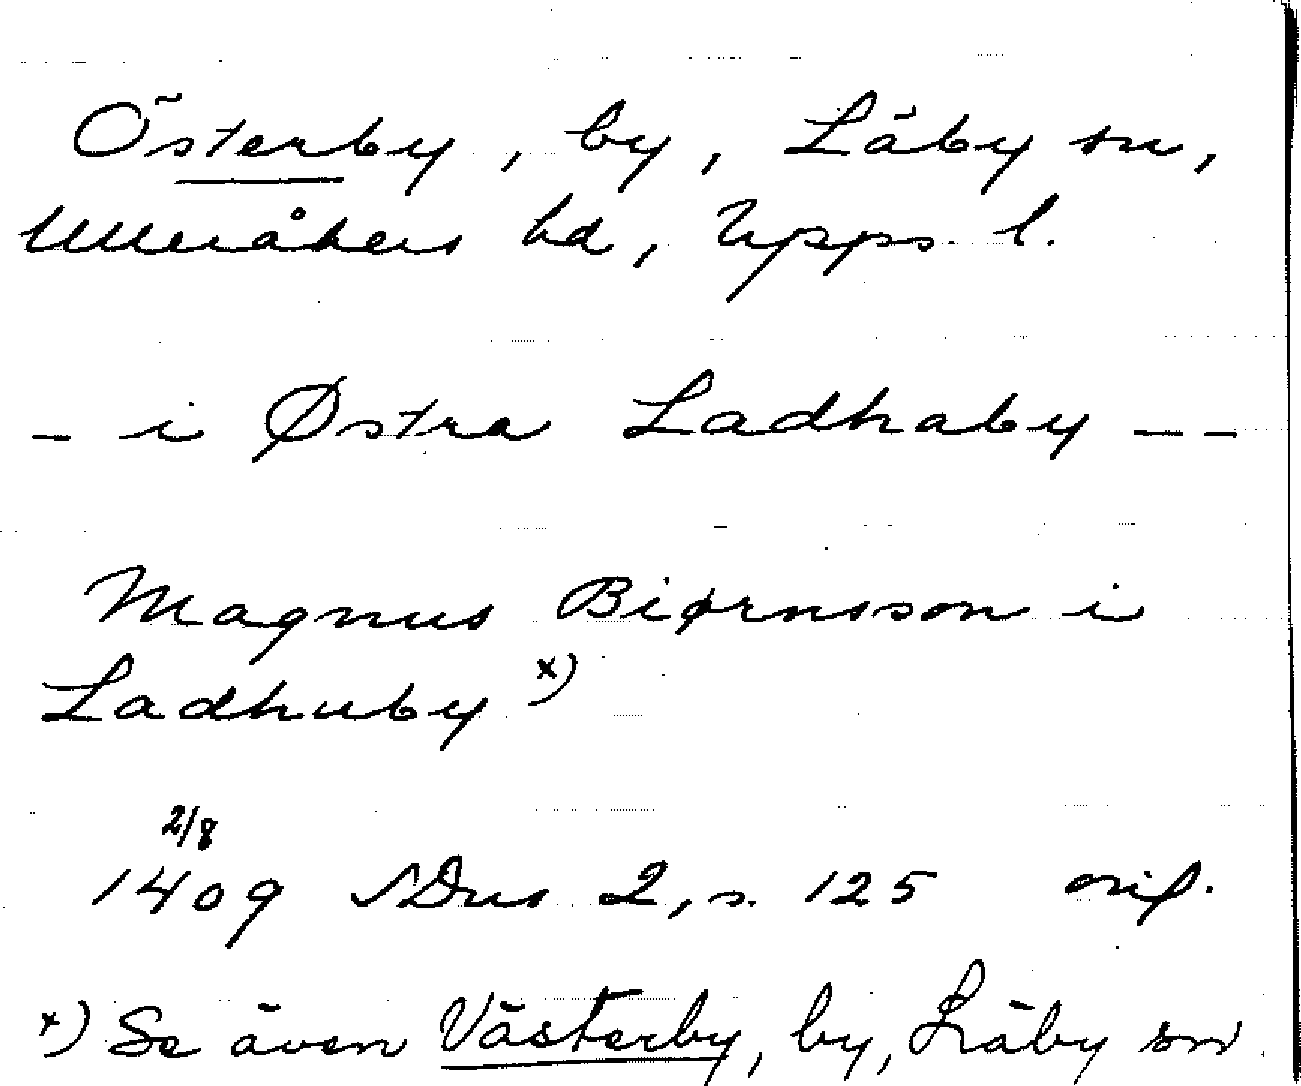 Österby, by, Läby sn,
Ulleråkers hd, Upps. l.
- i Østra Ladhaby - -
Magnus Biørnsson i
Ladhuby x)
2/8
1409 SDns 2, s. 125 orig.
x) Se även Västerby, by, Läby sn